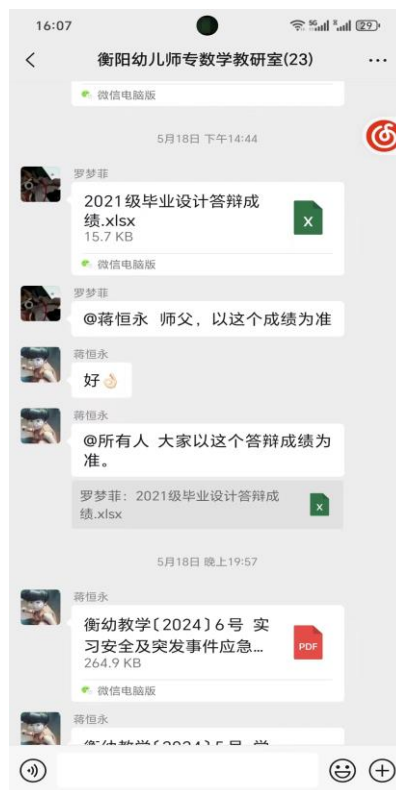 16:07
5G
29
衡阳幼儿师专数学教研室(23)
微信电脑版
5月18日 下午14:44
罗梦菲
2021级毕业设计答辩成
绩.xlsx
15.7 KB
X
微信电脑版
罗梦菲
@蒋恒永 师父，以这个成绩为准
蒋恒永
好👌🏻
蒋恒永
@所有人 大家以这个答辩成绩为
准。
罗梦菲：2021级毕业设计答辩成
绩.xlsx
X
5月18日 晚上19:57
蒋恒永
衡幼教学〔2024〕6号 实
习安全及突发事件应急...
264.9 KB
PDF
微信电脑版
蒋恒永